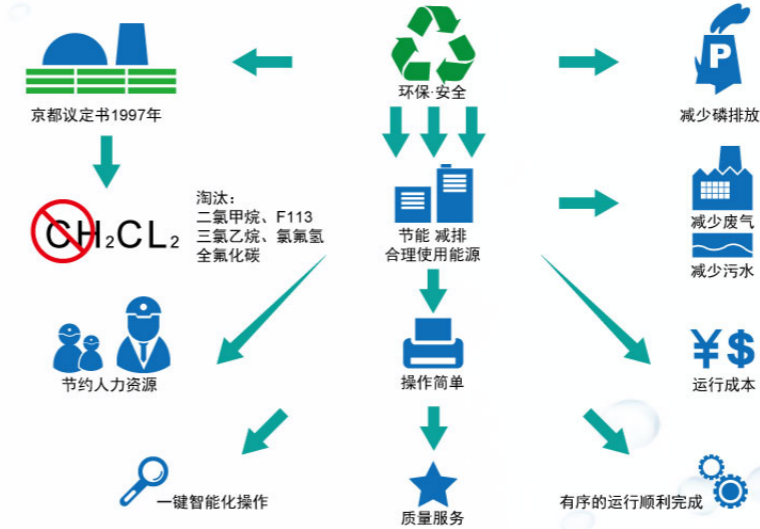 环保·安全
P
京都议定书1997年
减少磷排放
CH₂CL₂
淘汰：
二氯甲烷、F113
三氯乙烷、氯氟氢
全氟化碳
节能 减排
合理使用能源
减少废气
减少污水
节约人力资源
操作简单
¥$
运行成本
一键智能化操作
质量服务
有序的运行顺利完成